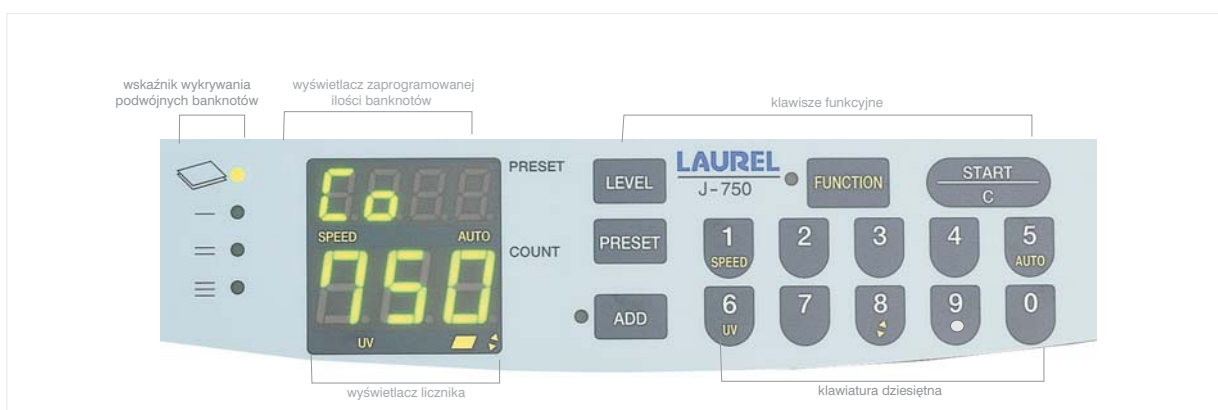 wskaźnik wykrywania
podwójnych banknotów
wyświetlacz zaprogramowanej
ilości banknotów
klawisze funkcyjne
Co
PRESET
SPEED
AUTO
COUNT
750
UV
LEVEL
PRESET
ADD
LAUREL
J-750
FUNCTION
START
C
1
SPEED
2
3
4
5
AUTO
6
UV
7
8
9
0
wyświetlacz licznika
klawiatura dziesiętna